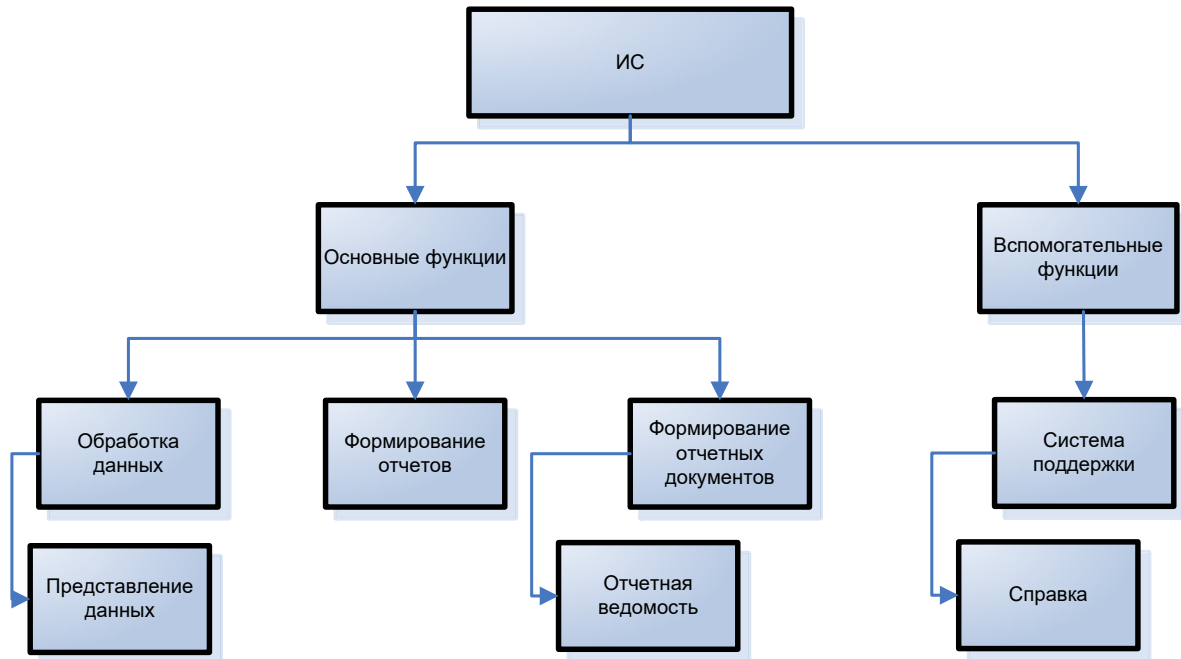 ИС
Основные функции
Вспомогательные
функции
Обработка
данных
Формирование
отчетов
Формирование
отчетных
документов
Система
поддержки
Представление
данных
Отчетная
ведомость
Справка